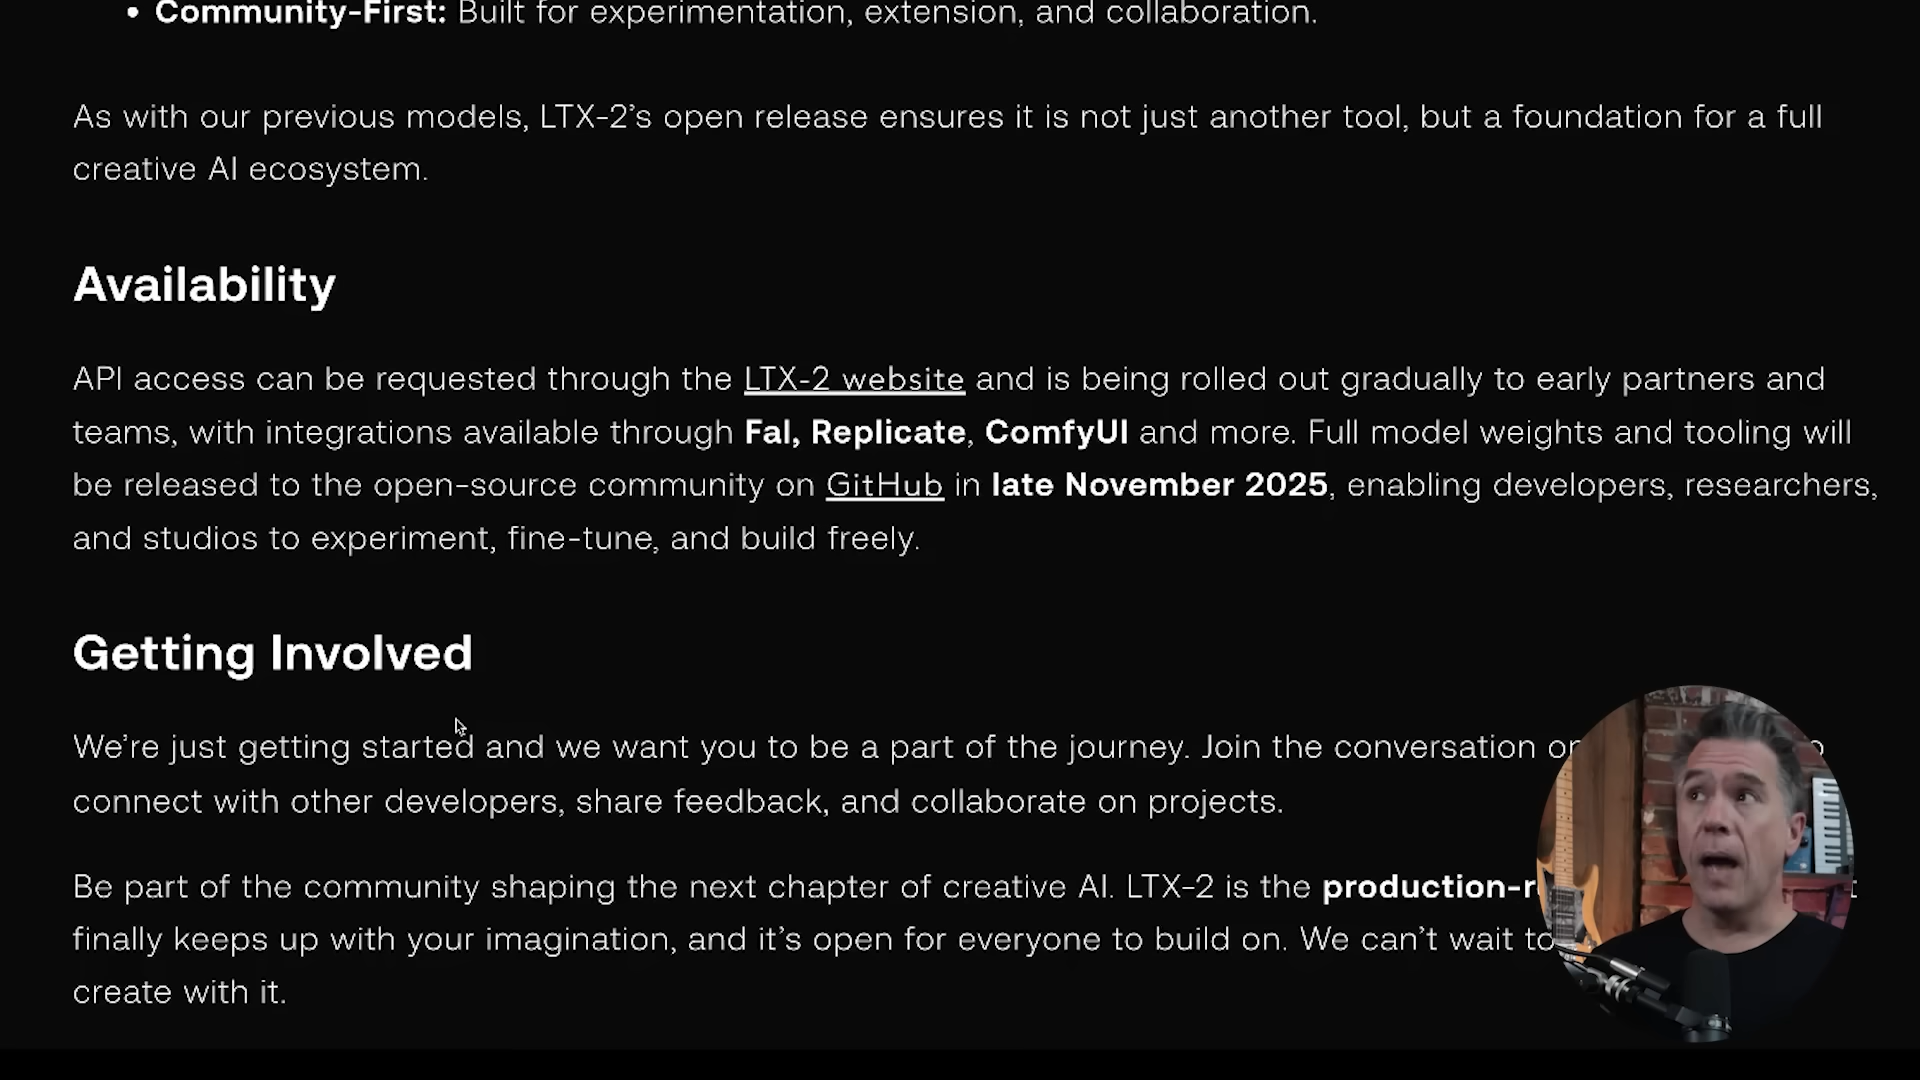 • Community-First: Built for experimentation, extension, and collaboration.
As with our previous models, LTX-2’s open release ensures it is not just another tool, but a foundation for a full
creative AI ecosystem.
Availability
API access can be requested through the LTX-2 website and is being rolled out gradually to early partners and
teams, with integrations available through Fal, Replicate, ComfyUI and more. Full model weights and tooling will
be released to the open-source community on GitHub in late November 2025, enabling developers, researchers,
and studios to experiment, fine-tune, and build freely.
Getting Involved
We’re just getting started and we want you to be a part of the journey. Join the conversation
connect with other developers, share feedback, and collaborate on projects.
Be part of the community shaping the next chapter of creative AI. LTX-2 is the
finally keeps up with your imagination, and it’s open for everyone to build on. We can’t wait to
create with it.